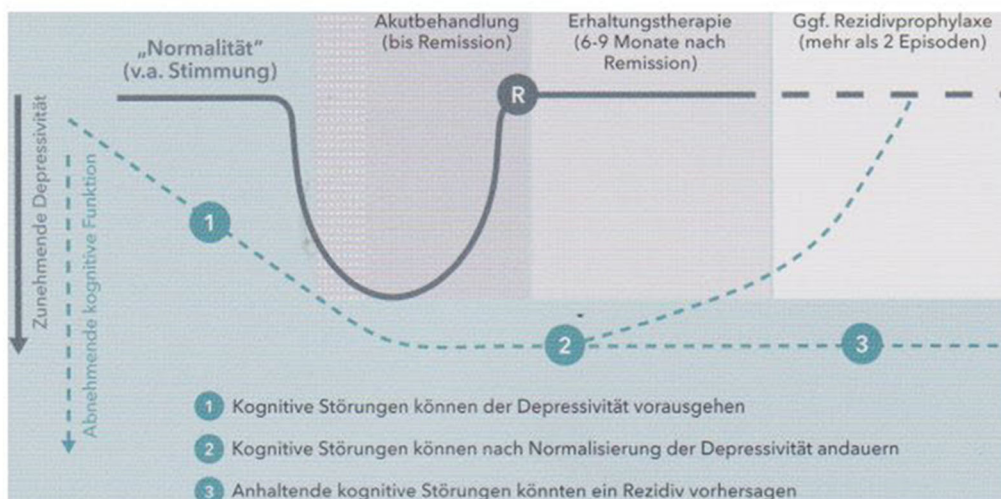 „Normalität“
(v.a. Stimmung)
Akutbehandlung
(bis Remission)
Erhaltungstherapie
(6-9 Monate nach
Remission)
Ggf. Rezidivprophylaxe
(mehr als 2 Episoden)
R
Zunehmende Depressivität
Abnehmende kognitive Funktion
1
2
3
1 Kognitive Störungen können der Depressivität vorausgehen
2 Kognitive Störungen können nach Normalisierung der Depressivität andauern
3 Anhaltende kognitive Störungen könnten ein Rezidiv vorhersagen